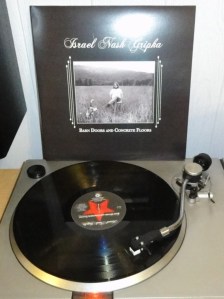 Israel Nash Gripka
Barn Doors and Concrete Floors